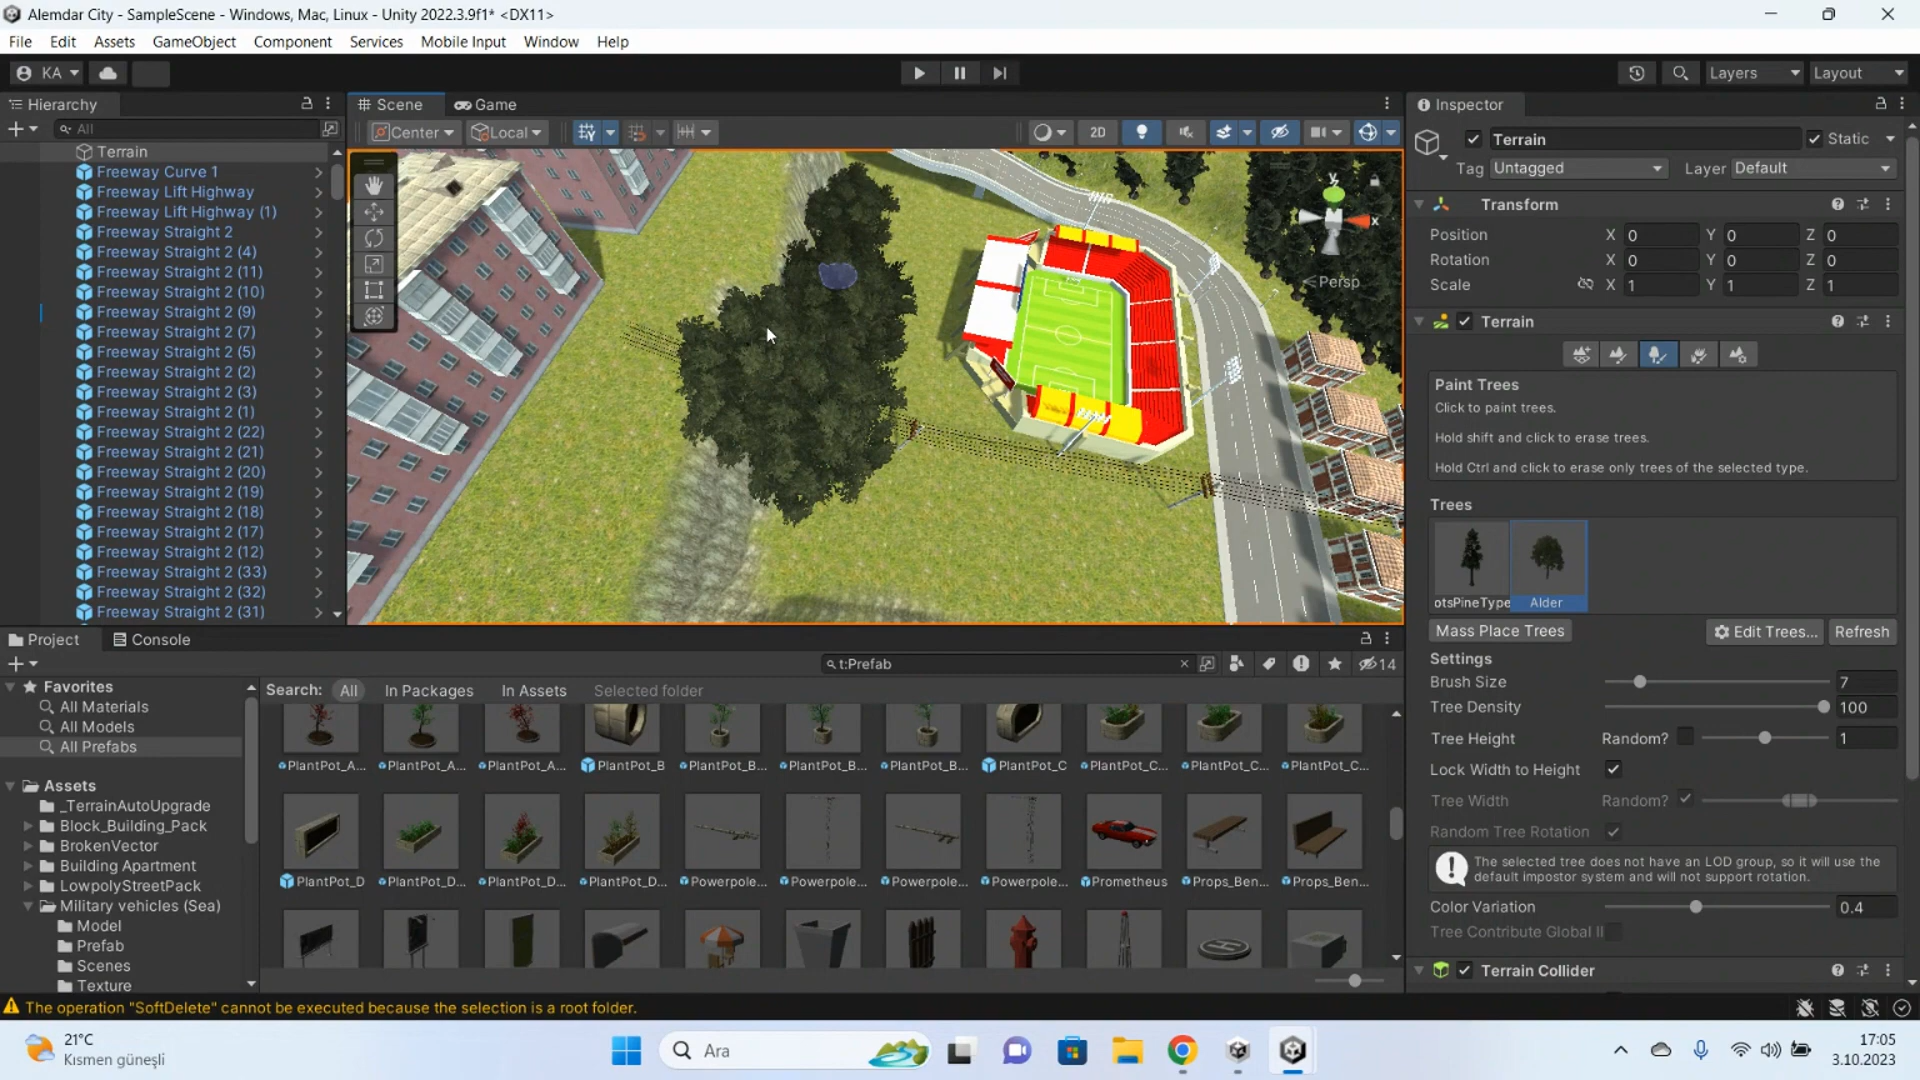 Alemdar City - SampleScene - Windows, Mac, Linux - Unity 2022.3.9f1* <DX11>
File Edit Assets GameObject Component Services Mobile Input Window Help
KA Layers Layout
Hierarchy
All
Terrain
Freeway Curve 1
Freeway Lift Highway
Freeway Lift Highway (1)
Freeway Straight 2
Freeway Straight 2 (4)
Freeway Straight 2 (11)
Freeway Straight 2 (10)
Freeway Straight 2 (9)
Freeway Straight 2 (7)
Freeway Straight 2 (5)
Freeway Straight 2 (2)
Freeway Straight 2 (3)
Freeway Straight 2 (1)
Freeway Straight 2 (22)
Freeway Straight 2 (21)
Freeway Straight 2 (20)
Freeway Straight 2 (19)
Freeway Straight 2 (18)
Freeway Straight 2 (17)
Freeway Straight 2 (12)
Freeway Straight 2 (33)
Freeway Straight 2 (32)
Freeway Straight 2 (31)
Scene Game
Center Local 2D
y
x
Persp
Inspector
Terrain Static
Tag Untagged Layer Default
Transform
Position X 0 Y 0 Z 0
Rotation X 0 Y 0 Z 0
Scale X 1 Y 1 Z 1
Terrain
Paint Trees
Click to paint trees.
Hold shift and click to erase trees.
Hold Ctrl and click to erase only trees of the selected type.
Trees
otsPineType Alder
Mass Place Trees Edit Trees... Refresh
Settings
Brush Size 7
Tree Density 100
Tree Height Random? 1
Lock Width to Height
Tree Width Random?
Random Tree Rotation
The selected tree does not have an LOD group, so it will use the
default impostor system and will not support rotation.
Color Variation 0.4
Tree Contribute Global Il
Terrain Collider
Project Console
t:Prefab 14
Favorites
All Materials
All Models
All Prefabs
Assets
_TerrainAutoUpgrade
Block_Building_Pack
BrokenVector
Building Apartment
LowpolyStreetPack
Military vehicles (Sea)
Model
Prefab
Scenes
Texture
Search: All In Packages In Assets Selected folder
PlantPot_A... PlantPot_A... PlantPot_A... PlantPot_B PlantPot_B... PlantPot_B... PlantPot_B... PlantPot_C PlantPot_C... PlantPot_C... PlantPot_C...
PlantPot_D PlantPot_D... PlantPot_D... PlantPot_D... Powerpole... Powerpole... Powerpole... Powerpole... Prometheus Props_Ben... Props_Ben...
The operation "SoftDelete" cannot be executed because the selection is a root folder.
21°C
Kısmen güneşli
Ara
17:05
3.10.2023